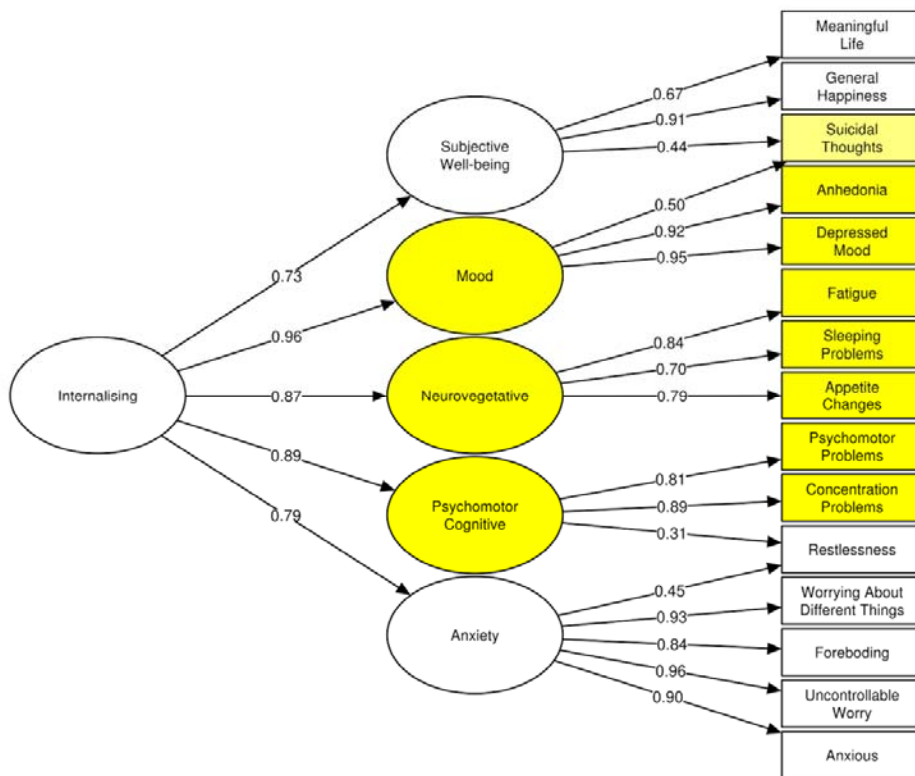 Meaningful
Life
General
Happiness
Suicidal
Thoughts
Anhedonia
Depressed
Mood
Fatigue
Sleeping
Problems
Appetite
Changes
Psychomotor
Problems
Concentration
Problems
Restlessness
Worrying About
Different Things
Foreboding
Uncontrollable
Worry
Anxious
Subjective
Well-being
Mood
Neurovegetative
Psychomotor
Cognitive
Anxiety
Internalising
0.67
0.91
0.44
0.50
0.92
0.95
0.84
0.70
0.79
0.81
0.89
0.31
0.45
0.93
0.84
0.96
0.90
0.73
0.96
0.87
0.89
0.79